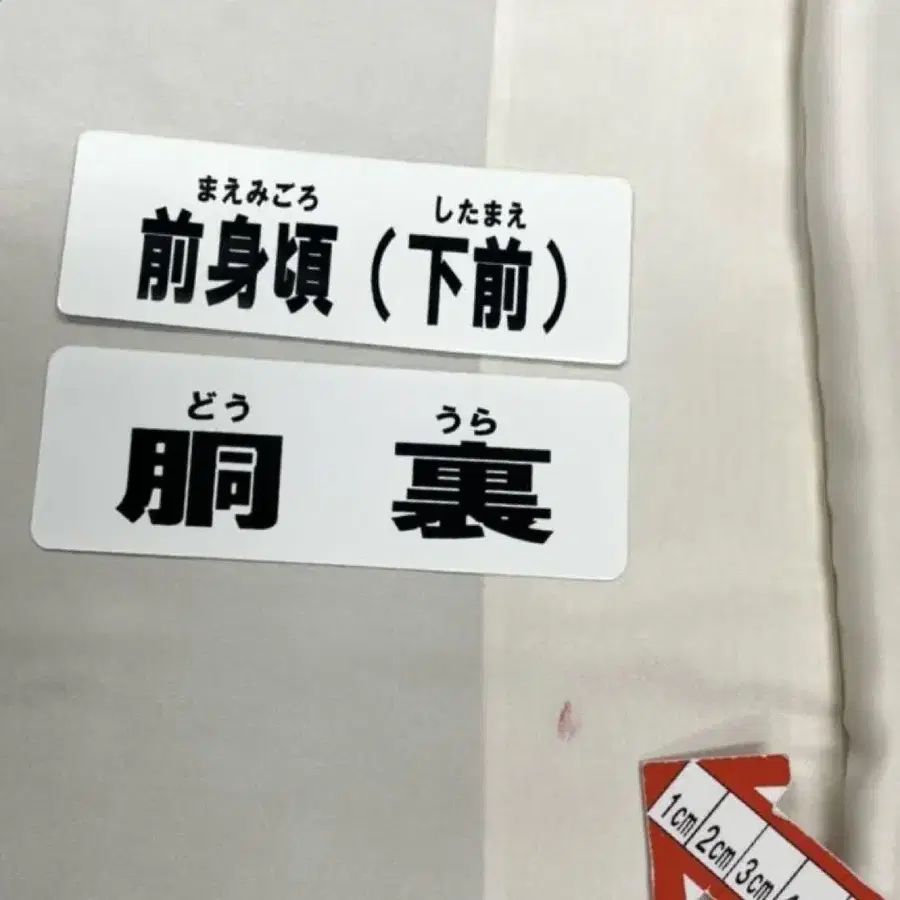 まえみごろ したまえ
前身頃(下前)
どう うら
胴 裏
1cm 2cm 3cm